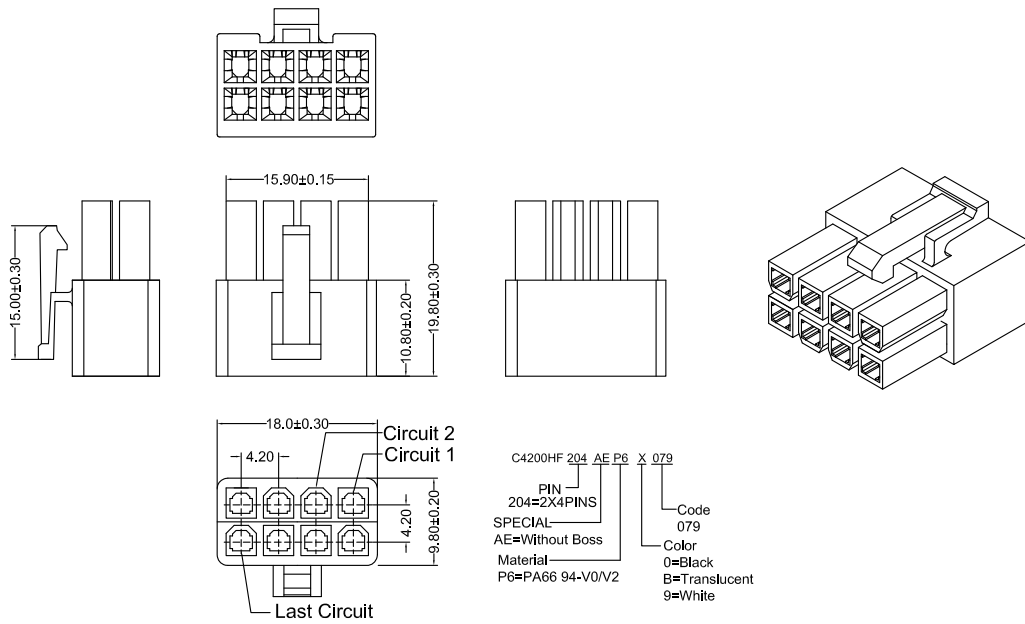 15.90±0.15
15.00±0.30
10.80±0.20
19.80±0.30
18.0±0.30
Circuit 2
Circuit 1
4.20
4.20
9.80±0.20
Last Circuit
C4200HF 204 AE P6 X 079
PIN
204=2X4PINS
SPECIAL
AE=Without Boss
Material
P6=PA66 94-V0/V2
Code
079
Color
0=Black
B=Translucent
9=White